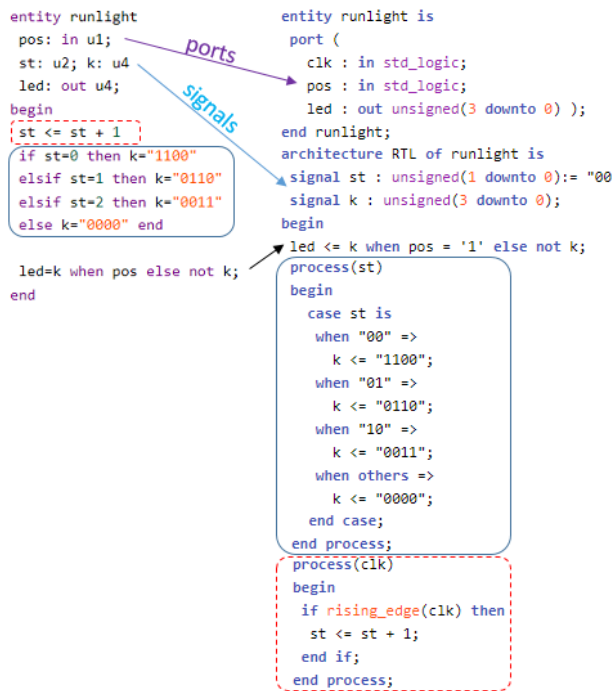 entity runlight
pos: in u1;
st: u2; k: u4
led: out u4;
begin
st <= st + 1
if st=0 then k="1100"
elsif st=1 then k="0110"
elsif st=2 then k="0011"
else k="0000" end
led=k when pos else not k;
end
ports
signals
entity runlight is
port (
clk : in std_logic;
pos : in std_logic;
led : out unsigned(3 downto 0) );
end runlight;
architecture RTL of runlight is
signal st : unsigned(1 downto 0):= "00
signal k : unsigned(3 downto 0);
begin
led <= k when pos = '1' else not k;
process(st)
begin
case st is
when "00" =>
k <= "1100";
when "01" =>
k <= "0110";
when "10" =>
k <= "0011";
when others =>
k <= "0000";
end case;
end process;
process(clk)
begin
if rising_edge(clk) then
st <= st + 1;
end if;
end process;